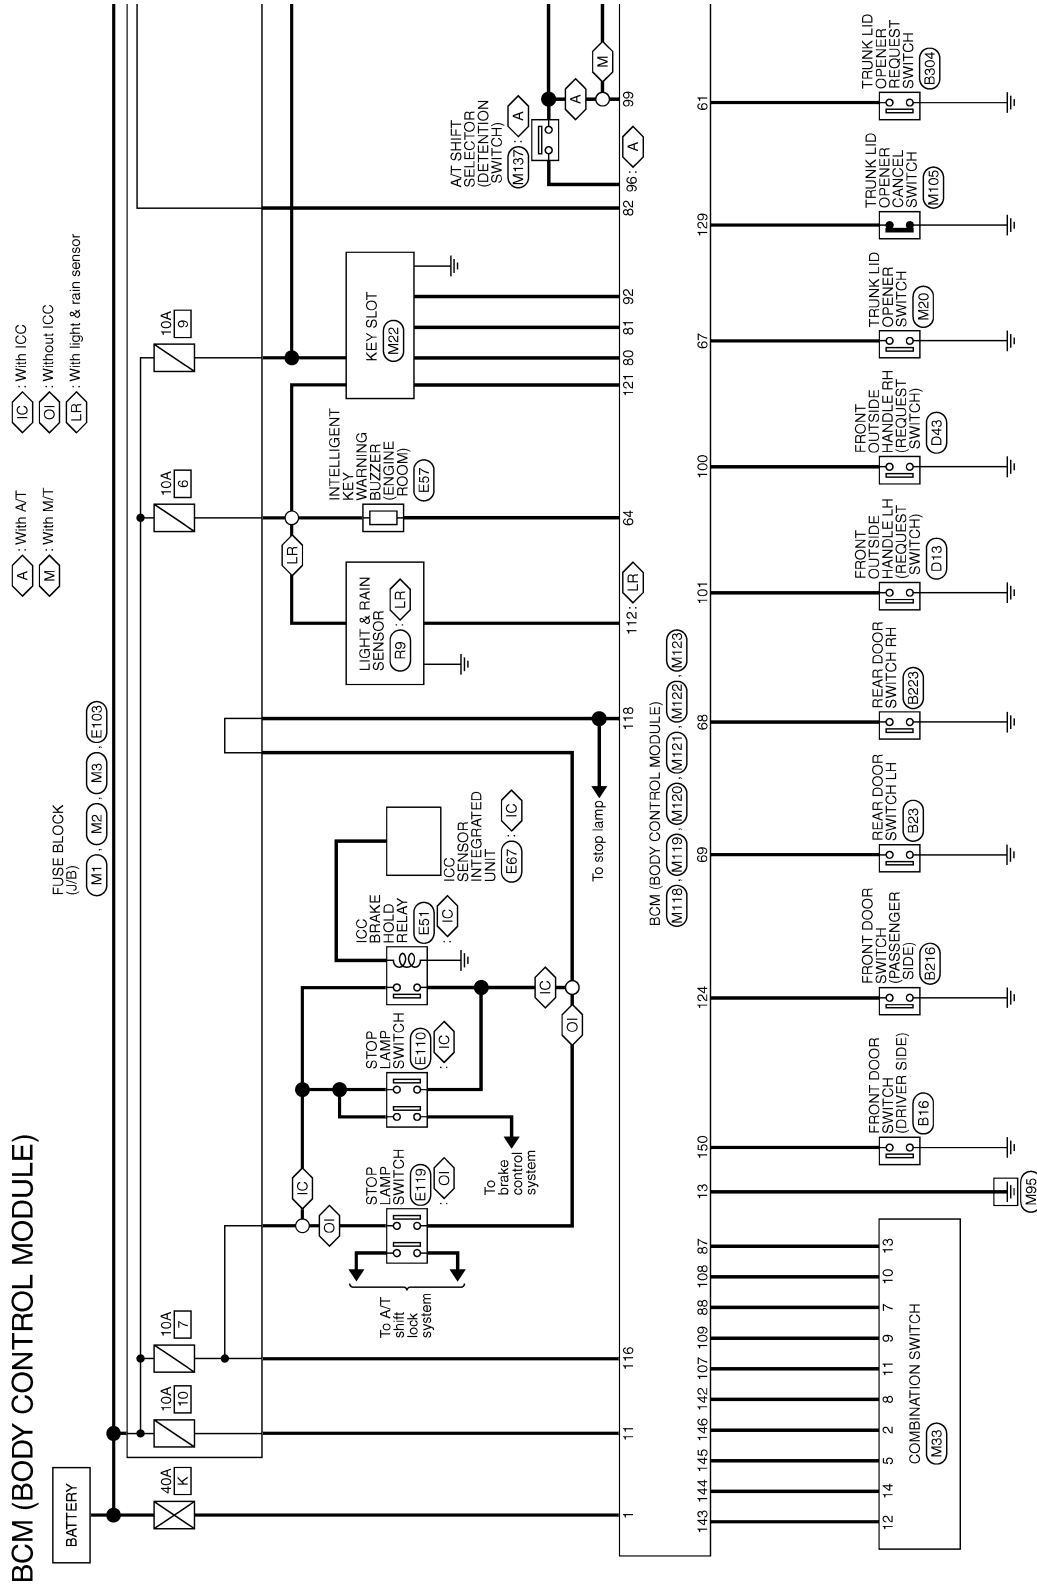 BCM (BODY CONTROL MODULE)
BATTERY
FUSE BLOCK
(J/B)
M1 , M2 , M3 , E103
A : With A/T
M : With M/T
IC : With ICC
OI : Without ICC
LR : With light & rain sensor
40A
K
10A
10
10A
7
10A
6
10A
9
IC
OI
To A/T
shift
lock
system
STOP
LAMP
SWITCH
E119
: OI
To
brake
control
system
STOP
LAMP
SWITCH
E110
: IC
ICC
BRAKE
HOLD
RELAY
E51
: IC
ICC
SENSOR
INTEGRATED
UNIT
E67 : IC
IC
OI
To stop lamp
LIGHT & RAIN
SENSOR
R9 : LR
LR
INTELLIGENT
KEY
WARNING
BUZZER
(ENGINE
ROOM)
E57
KEY SLOT
M22
A/T SHIFT
SELECTOR
(DETENTION
SWITCH)
M137 : A
A
M
1
11
116
118
112: LR
64
121
80
81
92
82
96: A
99
BCM (BODY CONTROL MODULE)
M118 , M119 , M120 , M121 , M122 , M123
143
144
145
146
142
107
109
88
108
87
13
150
124
69
68
101
100
67
129
61
12
14
5
2
8
11
9
7
10
13
COMBINATION SWITCH
M33
M95
FRONT DOOR
SWITCH
(DRIVER SIDE)
B16
FRONT DOOR
SWITCH
(PASSENGER
SIDE)
B216
REAR DOOR
SWITCH LH
B23
REAR DOOR
SWITCH RH
B223
FRONT
OUTSIDE
HANDLE LH
(REQUEST
SWITCH)
D13
FRONT
OUTSIDE
HANDLE RH
(REQUEST
SWITCH)
D43
TRUNK LID
OPENER
SWITCH
M20
TRUNK LID
OPENER
CANCEL
SWITCH
M105
TRUNK LID
OPENER
REQUEST
SWITCH
B304